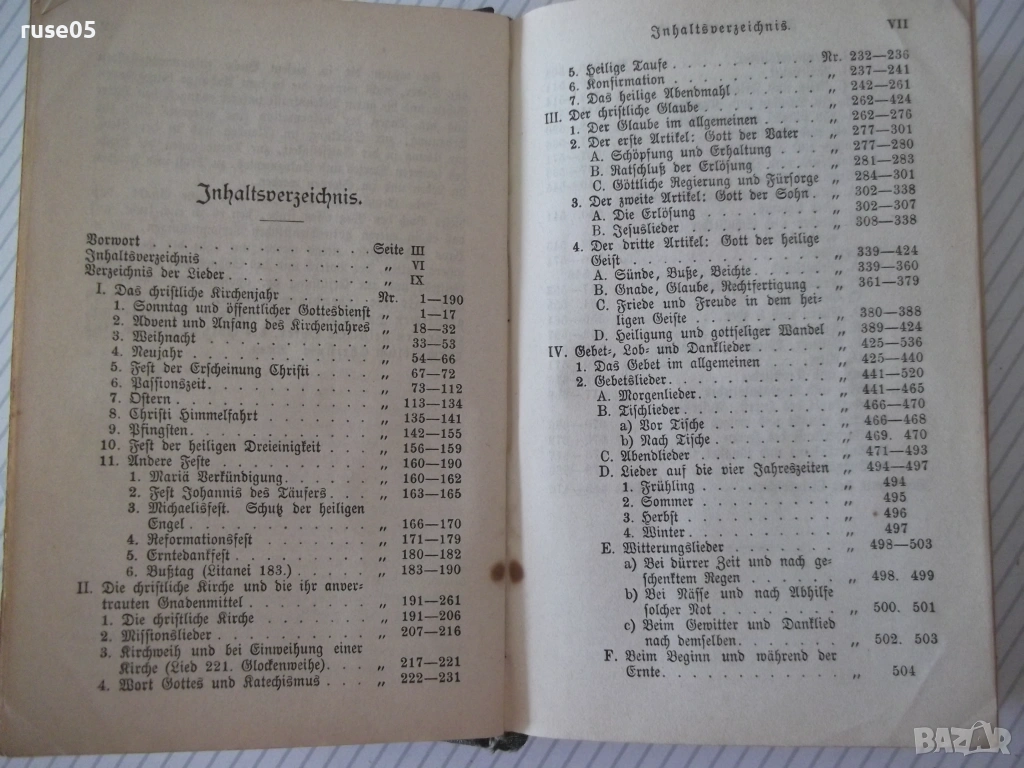 ruse05
Inhaltsverzeichnis.
Vorwort . . . . . . . . . . . . Seite III
Inhaltsverzeichnis . . . . . . . . . . „ VI
Verzeichnis der Lieder . . . . . . . . . „ IX
I. Das christliche Kirchenjahr . . . . . Nr. 1—190
1. Sonntag und öffentlicher Gottesdienst „ 1—17
2. Advent und Anfang des Kirchenjahres „ 18—32
3. Weihnacht . . . . . . . . . „ 33—53
4. Neujahr . . . . . . . . . . „ 54—66
5. Fest der Erscheinung Christi . . . „ 67—72
6. Passionszeit . . . . . . . . . „ 73—112
7. Ostern . . . . . . . . . . . „ 113—134
8. Christi Himmelfahrt . . . . . . „ 135—141
9. Pfingsten . . . . . . . . . . „ 142—155
10. Fest der heiligen Dreieinigkeit . . . „ 156—159
11. Andere Feste . . . . . . . . . „ 160—190
1. Mariä Verkündigung . . . . . „ 160—162
2. Fest Johannis des Täufers . . . „ 163—165
3. Michaelisfest. Schutz der heiligen
Engel . . . . . . . . . . „ 166—170
4. Reformationsfest . . . . . . „ 171—179
5. Erntedankfest . . . . . . . „ 180—182
6. Bußtag (Litanei 183.) . . . . . „ 183—190
II. Die christliche Kirche und die ihr anver-
trauten Gnadenmittel . . . . . . . „ 191—261
1. Die christliche Kirche . . . . . . „ 191—206
2. Missionslieder . . . . . . . . „ 207—216
3. Kirchweih und bei Einweihung einer
Kirche (Lied 221. Glockenweihe) . . „ 217—221
4. Wort Gottes und Katechismus . . . „ 222—231
Inhaltsverzeichnis. VII
5. Heilige Taufe . . . . . . . . Nr. 232—236
6. Konfirmation . . . . . . . . „ 237—241
7. Das heilige Abendmahl . . . . . „ 242—261
III. Der christliche Glaube . . . . . . . „ 262—424
1. Der Glaube im allgemeinen . . . . „ 262—276
2. Der erste Artikel: Gott der Vater . „ 277—301
A. Schöpfung und Erhaltung . . . „ 277—280
B. Ratschluß der Erlösung . . . . „ 281—283
C. Göttliche Regierung und Fürsorge „ 284—301
3. Der zweite Artikel: Gott der Sohn . „ 302—338
A. Die Erlösung . . . . . . . „ 302—307
B. Jesuslieder . . . . . . . . „ 308—338
4. Der dritte Artikel: Gott der heilige
Geist . . . . . . . . . . . „ 339—424
A. Sünde, Buße, Beichte . . . . . „ 339—360
B. Gnade, Glaube, Rechtfertigung . „ 361—379
C. Friede und Freude in dem hei-
ligen Geiste . . . . . . . . „ 380—388
D. Heiligung und gottseliger Wandel „ 389—424
IV. Gebet-, Lob- und Danklieder . . . . . „ 425—536
1. Das Gebet im allgemeinen . . . . „ 425—440
2. Gebetslieder . . . . . . . . . „ 441—520
A. Morgenlieder . . . . . . . . „ 441—465
B. Tischlieder . . . . . . . . . „ 466—470
a) Vor Tische . . . . . . . „ 466—468
b) Nach Tische . . . . . . . „ 469. 470
C. Abendlieder . . . . . . . . „ 471—493
D. Lieder auf die vier Jahreszeiten „ 494—497
1. Frühling . . . . . . . . „ 494
2. Sommer . . . . . . . . „ 495
3. Herbst . . . . . . . . . „ 496
4. Winter . . . . . . . . . „ 497
E. Witterungslieder . . . . . . . „ 498—503
a) Bei dürrer Zeit und nach ge-
schenktem Regen . . . . . „ 498. 499
b) Bei Nässe und nach Abhilfe
solcher Not . . . . . . . „ 500. 501
c) Beim Gewitter und Danklied
nach demselben . . . . . . „ 502. 503
F. Beim Beginn und während der
Ernte . . . . . . . . . . „ 504
BAZAR